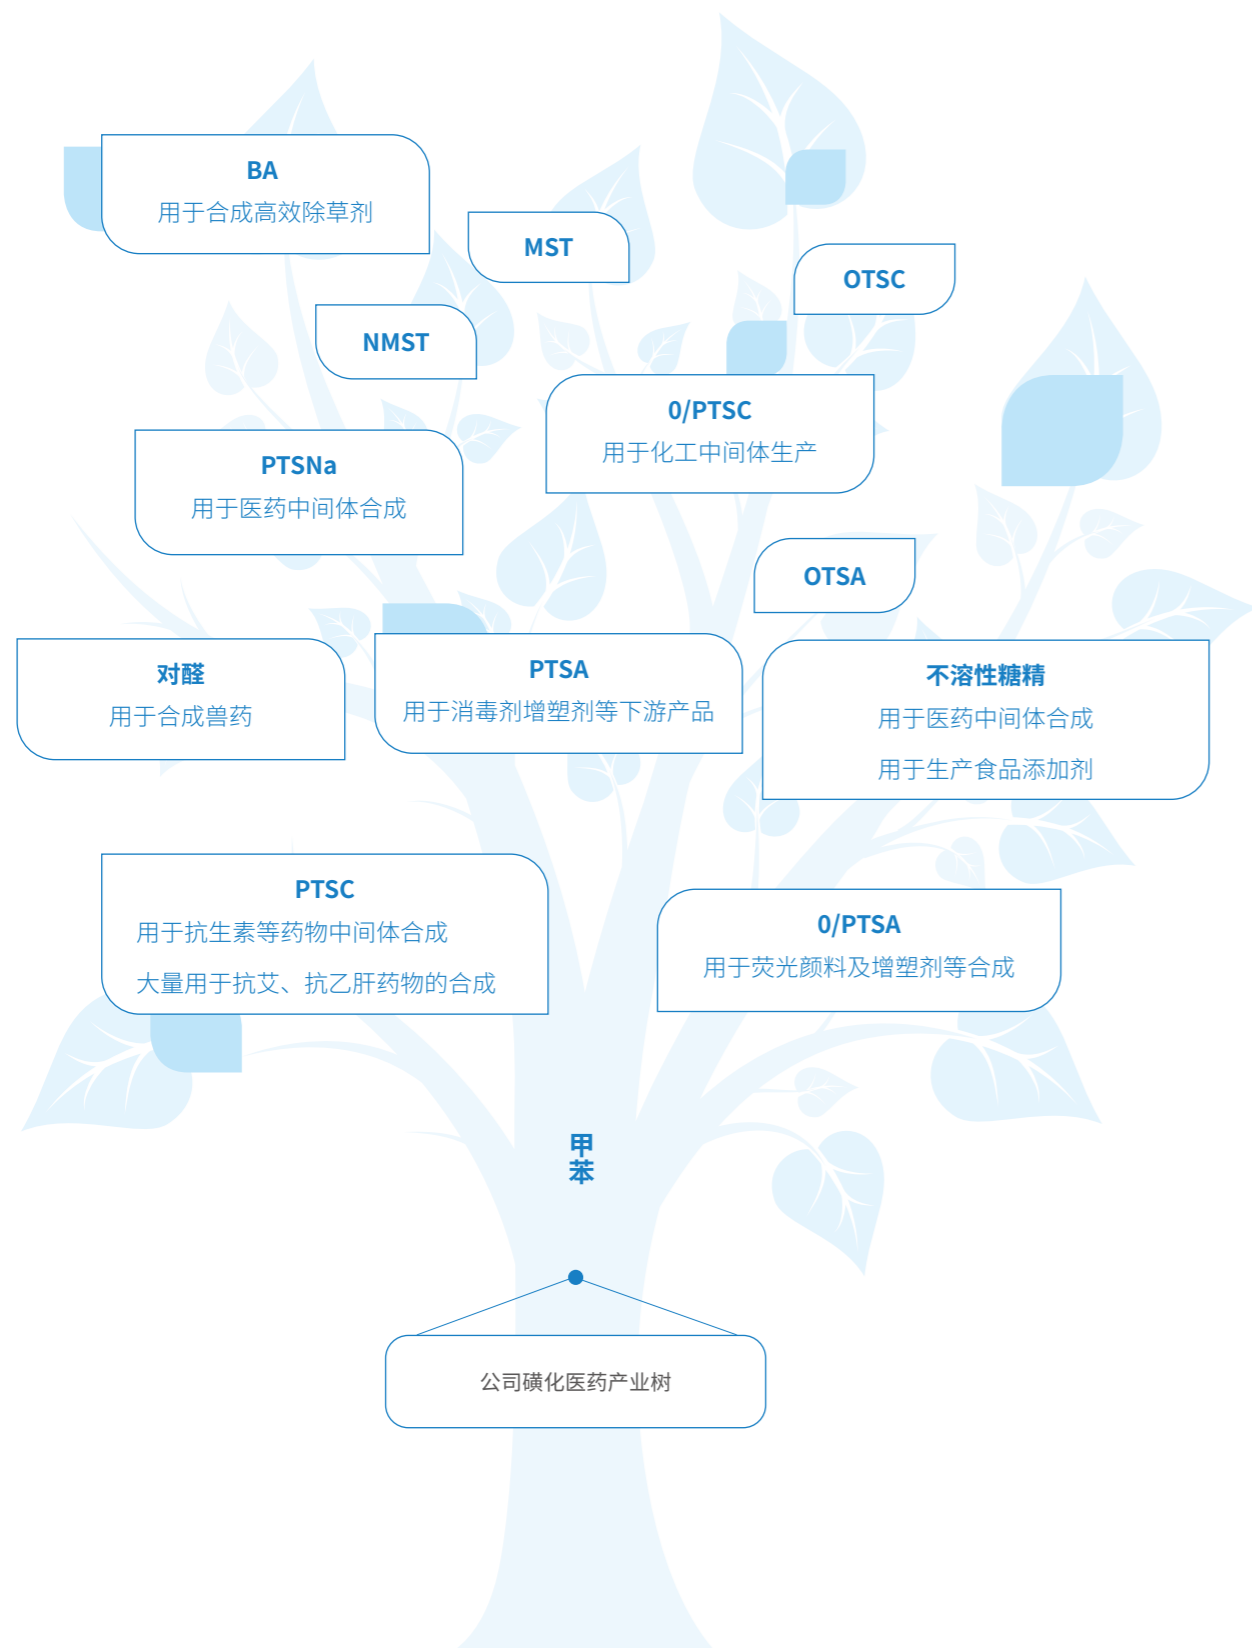 BA
用于合成高效除草剂
MST
OTSC
NMST
0/PTSC
用于化工中间体生产
PTSNa
用于医药中间体合成
OTSA
对醛
用于合成兽药
PTSA
用于消毒剂增塑剂等下游产品
不溶性糖精
用于医药中间体合成
用于生产食品添加剂
PTSC
用于抗生素等药物中间体合成
大量用于抗艾、抗乙肝药物的合成
0/PTSA
用于荧光颜料及增塑剂等合成
甲苯
公司磺化医药产业树